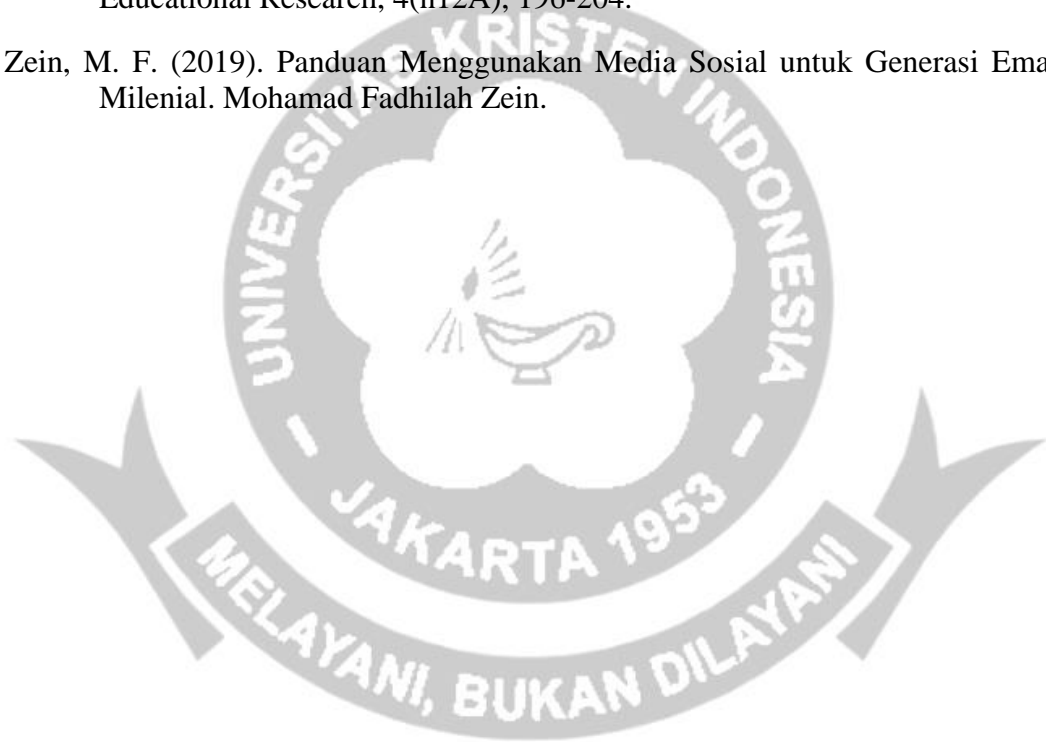 Educational Research, 4(n12A), 196-204.
Zein, M. F. (2019). Panduan Menggunakan Media Sosial untuk Generasi Ema
Milenial. Mohamad Fadhilah Zein.
UNIVERSITAS KRISTEN INDONESIA
- JAKARTA 1953 -
MELAYANI, BUKAN DILAYANI